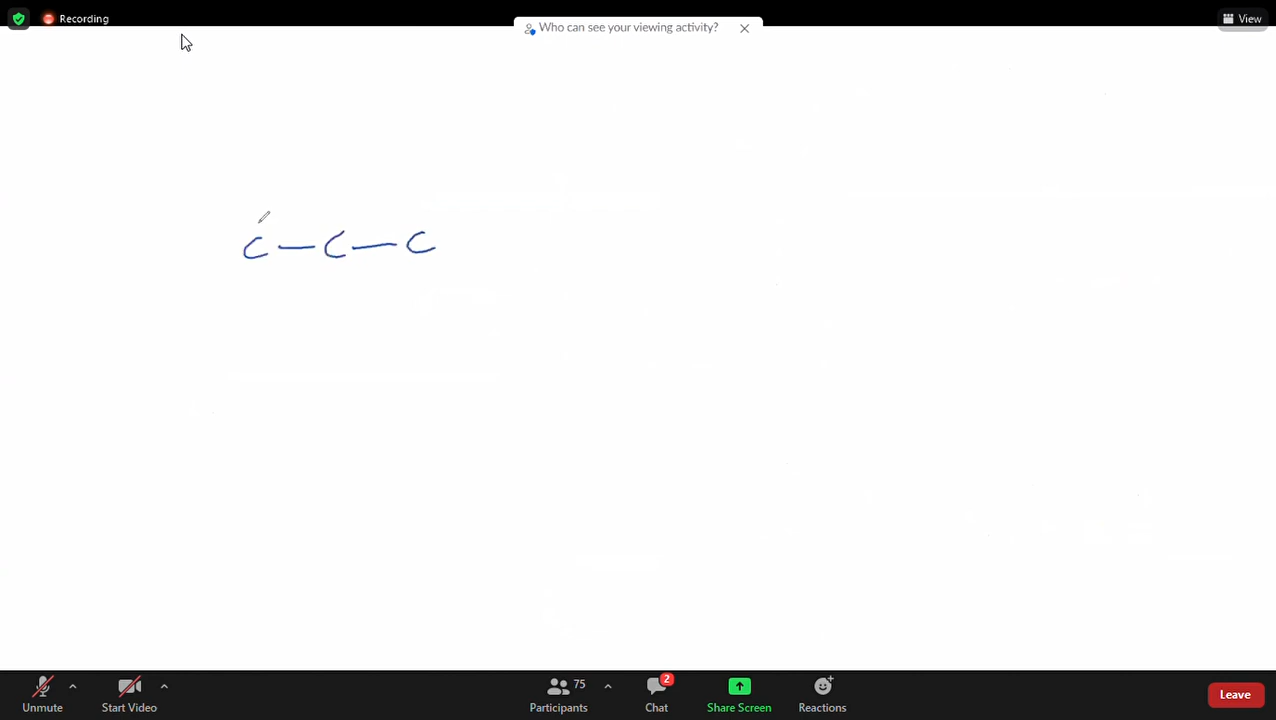 Recording
Who can see your viewing activity?
View
C — C — C
75
2
Unmute
Start Video
Participants
Chat
Share Screen
Reactions
Leave